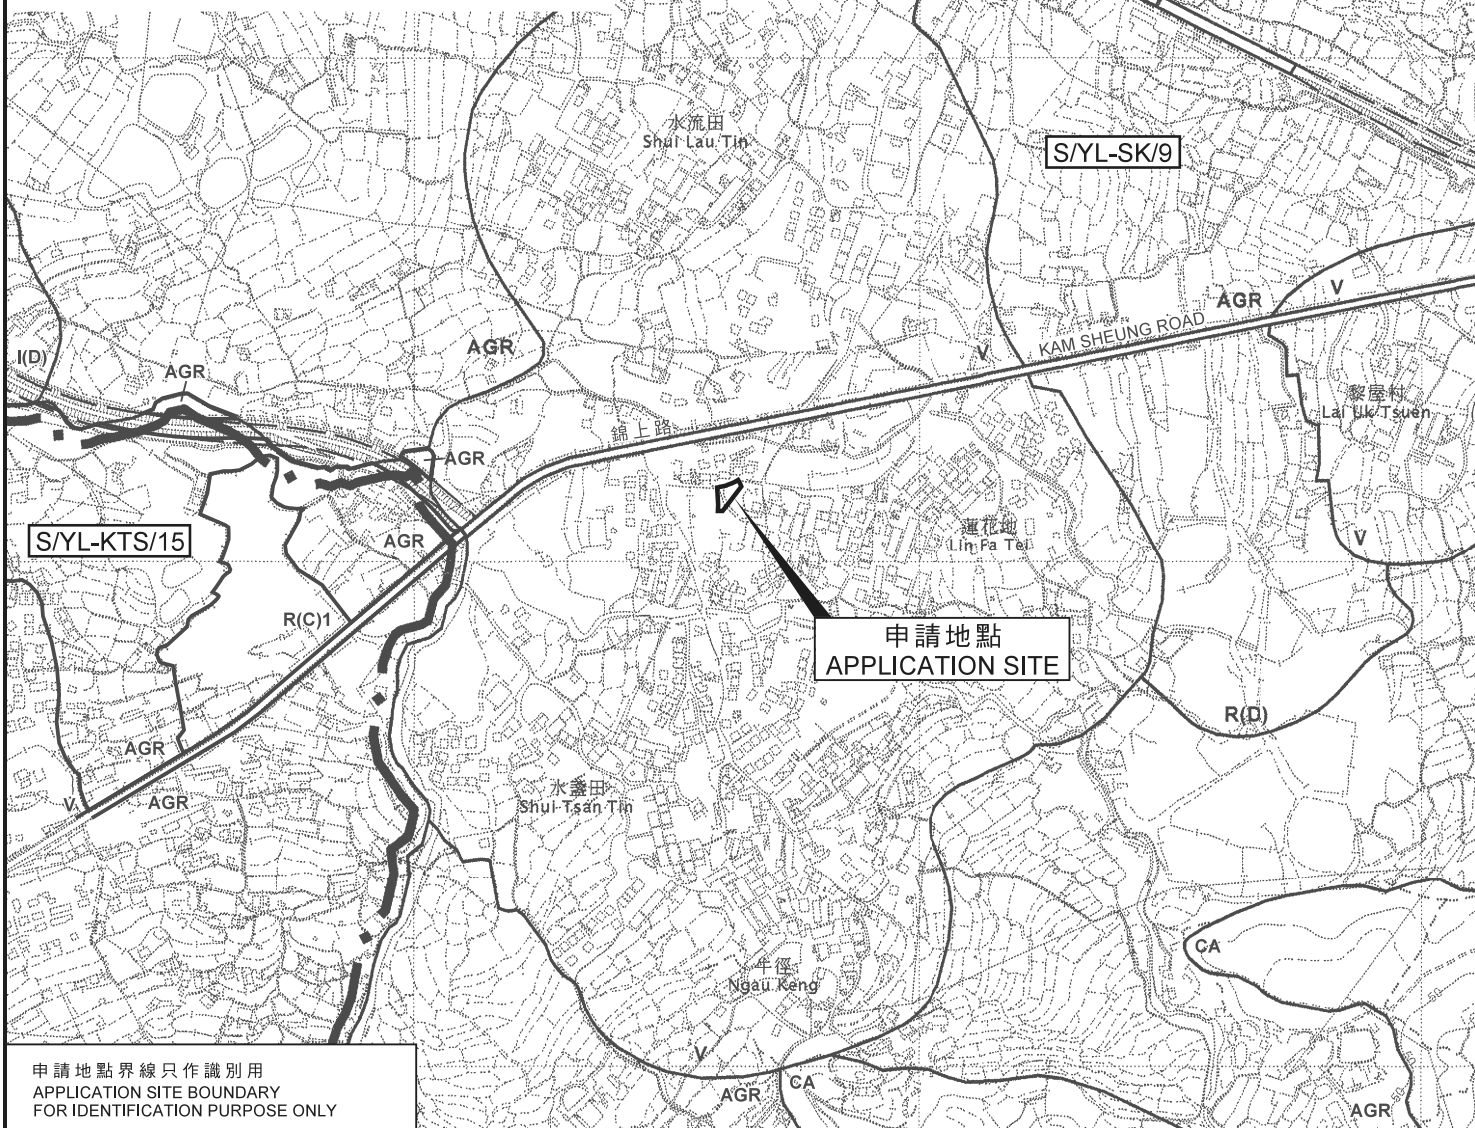 水流田
Shui Lau Tin
S/YL-SK/9
V
AGR
KAM SHEUNG ROAD
V
AGR
I(D)
AGR
黎屋村
Lai Uk Tsuen
錦上路
AGR
S/YL-KTS/15
AGR
蓮花地
Lin Fa Tei
V
R(C)1
申請地點
APPLICATION SITE
R(D)
AGR
水盞田
Shui Tsan Tin
V
AGR
CA
牛徑
Ngau Keng
V
AGR
CA
AGR
申請地點界線只作識別用
APPLICATION SITE BOUNDARY
FOR IDENTIFICATION PURPOSE ONLY